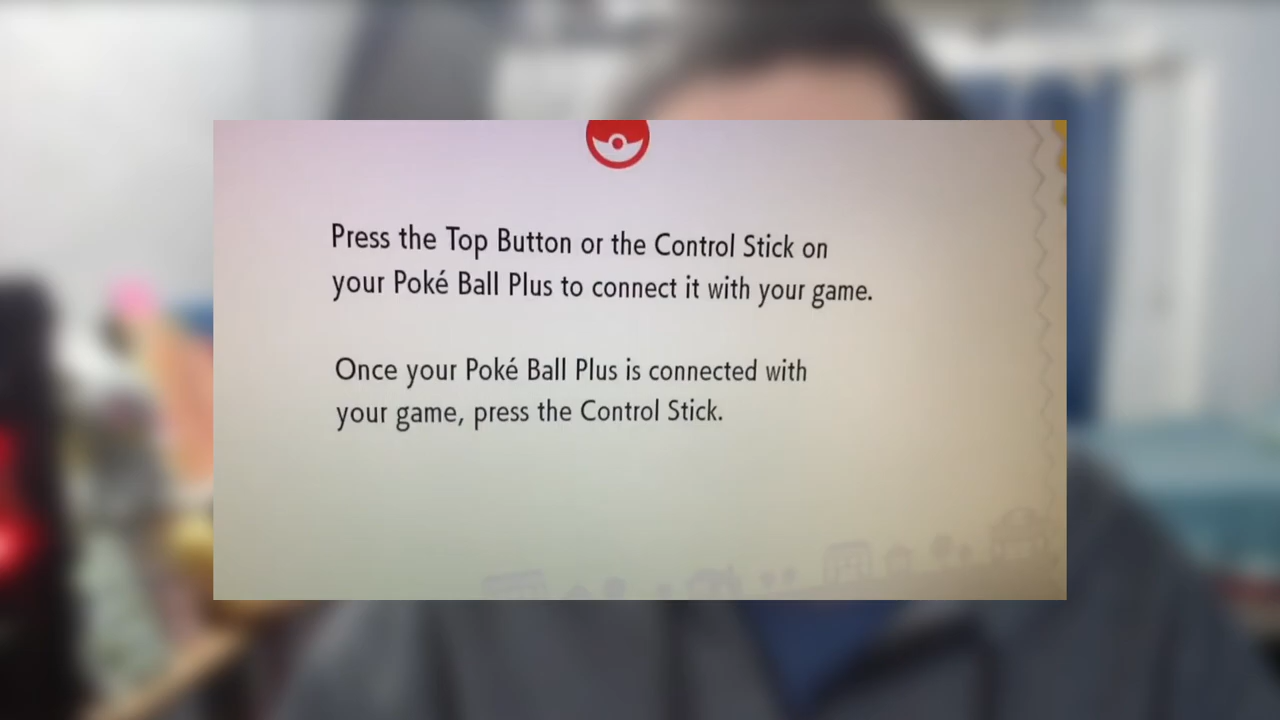 Press the Top Button or the Control Stick on
your Poké Ball Plus to connect it with your game.
Once your Poké Ball Plus is connected with
your game, press the Control Stick.